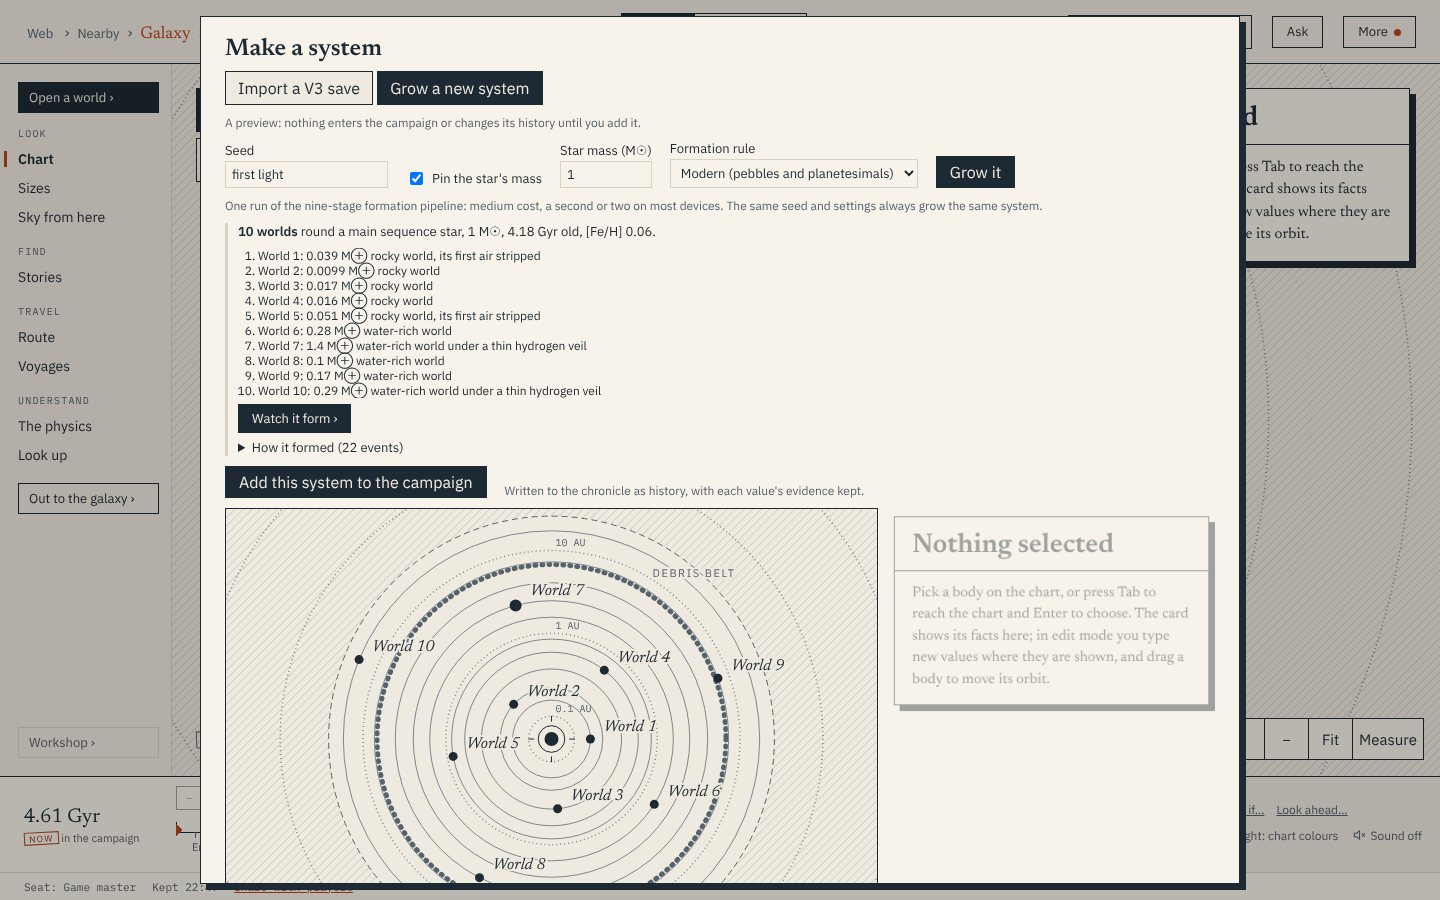 Web › Nearby › Galaxy
Ask
More
Make a system
Import a V3 save
Grow a new system
A preview: nothing enters the campaign or changes its history until you add it.
Seed
first light
Pin the star's mass
Star mass (M☉)
1
Formation rule
Modern (pebbles and planetesimals)
Grow it
One run of the nine-stage formation pipeline: medium cost, a second or two on most devices. The same seed and settings always grow the same system.
10 worlds round a main sequence star, 1 M☉, 4.18 Gyr old, [Fe/H] 0.06.
1. World 1: 0.039 M⊕ rocky world, its first air stripped
2. World 2: 0.0099 M⊕ rocky world
3. World 3: 0.017 M⊕ rocky world
4. World 4: 0.016 M⊕ rocky world
5. World 5: 0.051 M⊕ rocky world, its first air stripped
6. World 6: 0.28 M⊕ water-rich world
7. World 7: 1.4 M⊕ water-rich world under a thin hydrogen veil
8. World 8: 0.1 M⊕ water-rich world
9. World 9: 0.17 M⊕ water-rich world
10. World 10: 0.29 M⊕ water-rich world under a thin hydrogen veil
Watch it form ›
▶ How it formed (22 events)
Add this system to the campaign
Written to the chronicle as history, with each value's evidence kept.
10 AU
DEBRIS BELT
World 7
1 AU
World 10
World 4
World 9
World 2
0.1 AU
World 1
World 5
World 3
World 6
World 8
Nothing selected
Pick a body on the chart, or press Tab to
reach the chart and Enter to choose. The card
shows its facts here; in edit mode you type
new values where they are shown, and drag a
body to move its orbit.
Open a world ›
LOOK
Chart
Sizes
Sky from here
FIND
Stories
TRAVEL
Route
Voyages
UNDERSTAND
The physics
Look up
Out to the galaxy ›
Workshop ›
4.61 Gyr
NOW in the campaign
Seat: Game master
Kept 22:
d
ess Tab to reach the
card shows its facts
w values where they are
e its orbit.
–
Fit
Measure
if...
Look ahead...
ght: chart colours
Sound off